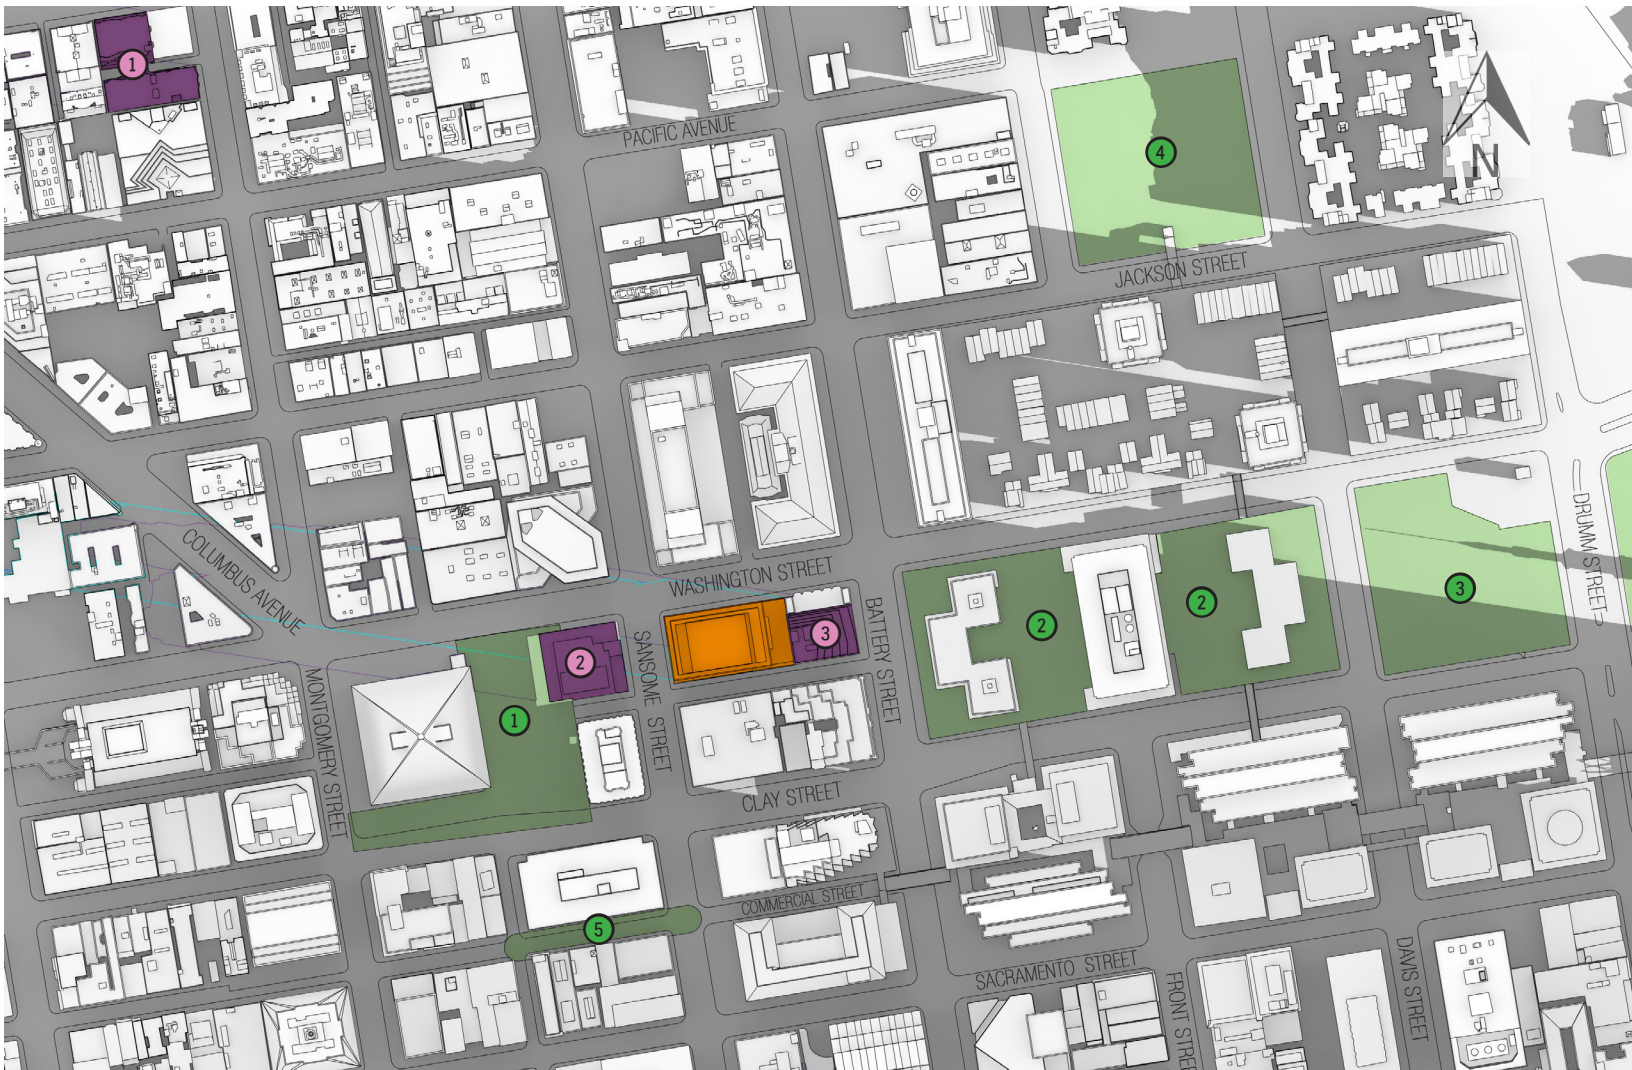 1
PACIFIC AVENUE
4
N
JACKSON STREET
COLUMBUS AVENUE
WASHINGTON STREET
DRUMM STREET
2
3
2
2
3
BATTERY STREET
SANSOME STREET
MONTGOMERY STREET
1
CLAY STREET
COMMERCIAL STREET
5
SACRAMENTO STREET
FRONT STREE
DAVIS STREET